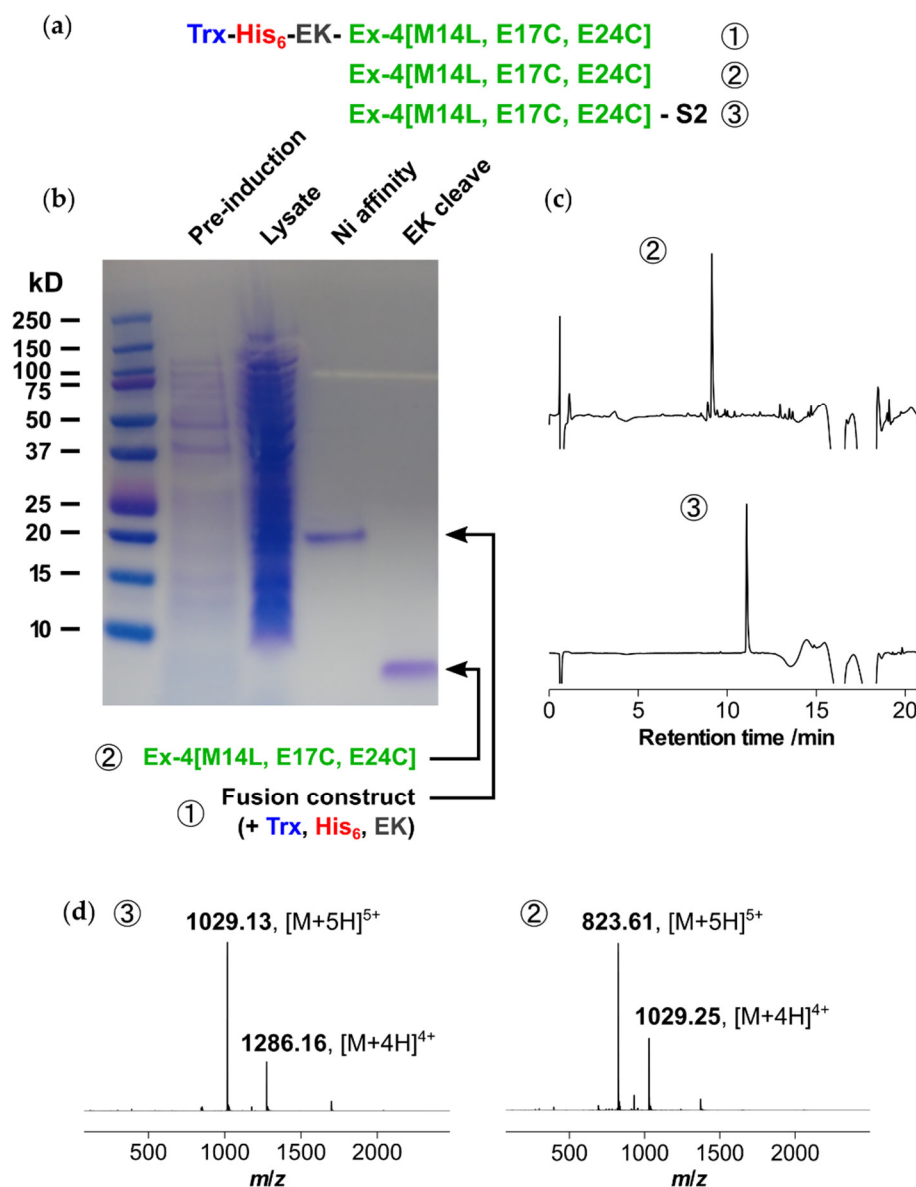 (a)
Trx-His₆-EK- Ex-4[M14L, E17C, E24C] ①
Ex-4[M14L, E17C, E24C] ②
Ex-4[M14L, E17C, E24C] - S2 ③
(b)
Pre-induction
Lysate
Ni affinity
EK cleave
kD
250
150
100
75
50
37
25
20
15
10
② Ex-4[M14L, E17C, E24C]
① Fusion construct
(+ Trx, His₆, EK)
(c)
②
③
0 5 10 15 20
Retention time /min
(d) ③
1029.13, [M+5H]⁵⁺
1286.16, [M+4H]⁴⁺
500 1000 1500 2000
m/z
②
823.61, [M+5H]⁵⁺
1029.25, [M+4H]⁴⁺
500 1000 1500 2000
m/z